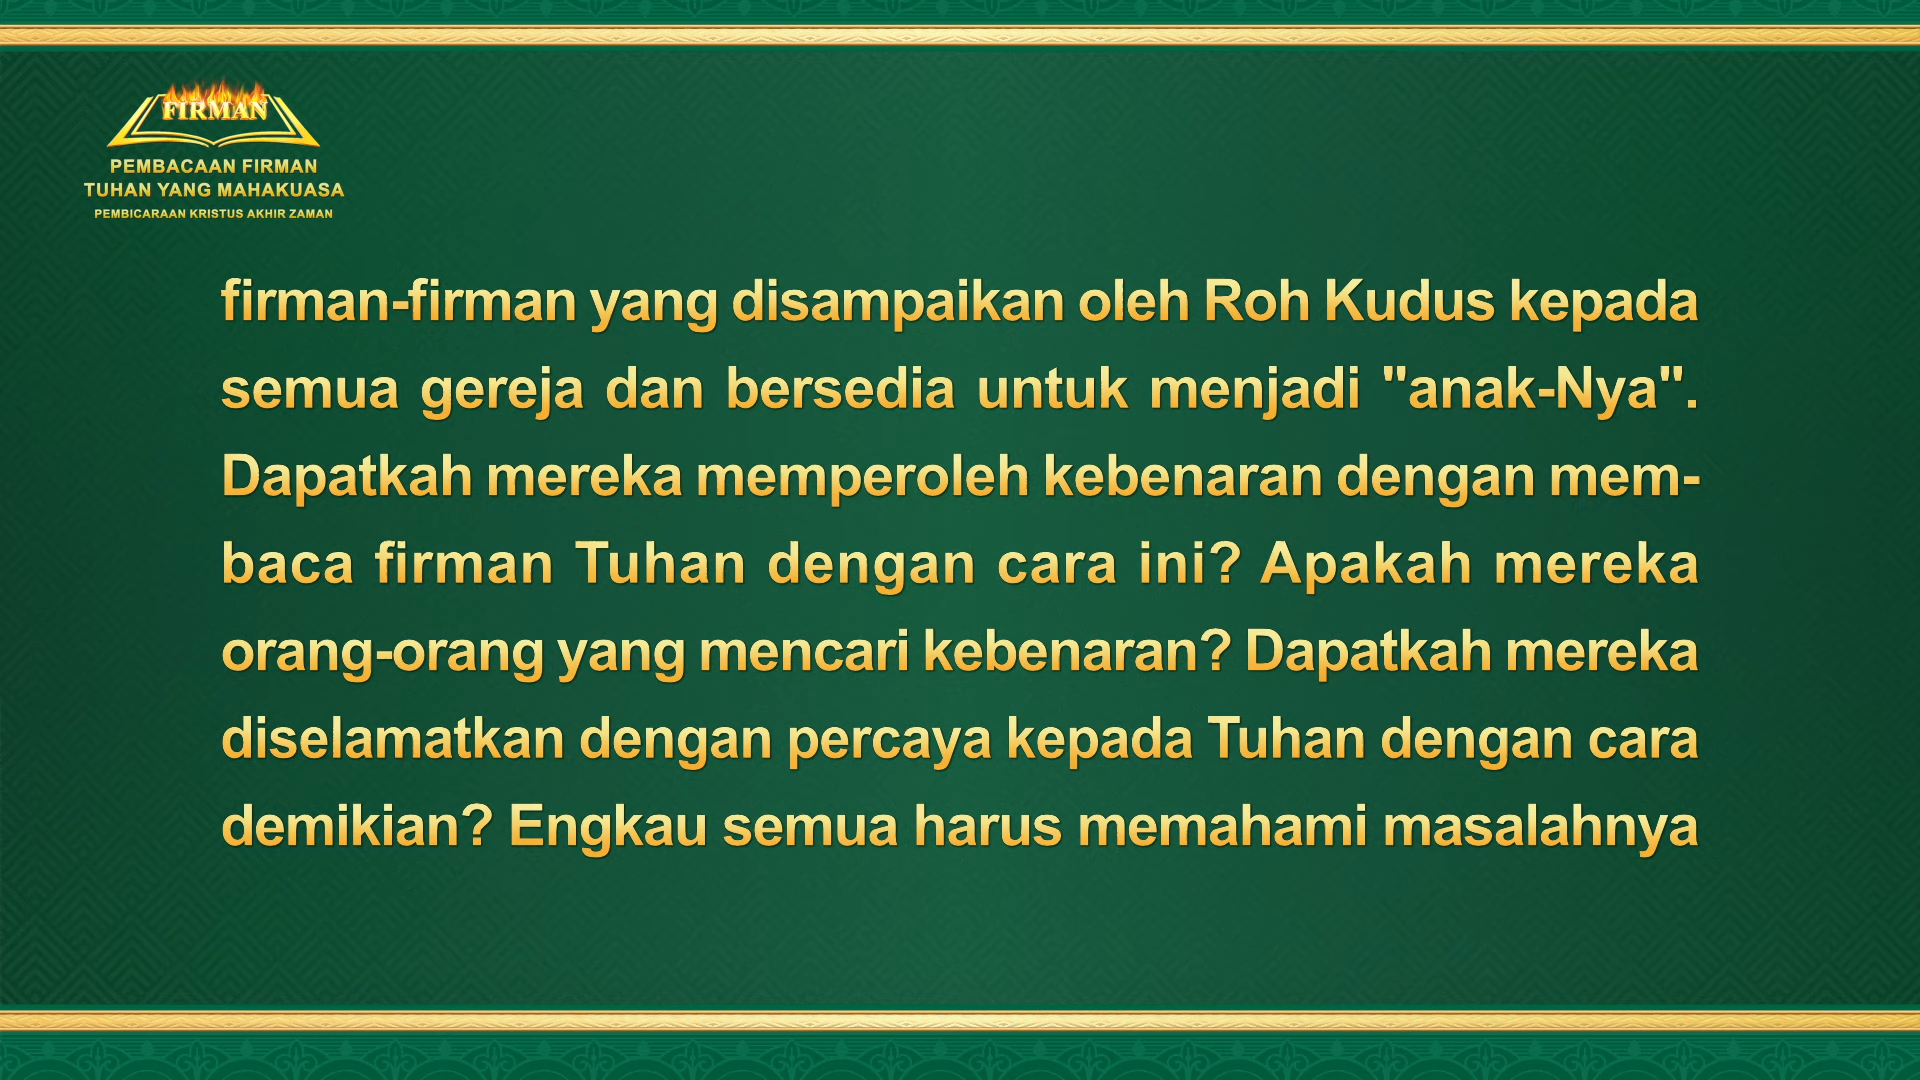 FIRMAN
PEMBACAAN FIRMAN
TUHAN YANG MAHAKUASA
PEMBICARAAN KRISTUS AKHIR ZAMAN
firman-firman yang disampaikan oleh Roh Kudus kepada
semua gereja dan bersedia untuk menjadi "anak-Nya".
Dapatkah mereka memperoleh kebenaran dengan mem-
baca firman Tuhan dengan cara ini? Apakah mereka
orang-orang yang mencari kebenaran? Dapatkah mereka
diselamatkan dengan percaya kepada Tuhan dengan cara
demikian? Engkau semua harus memahami masalahnya